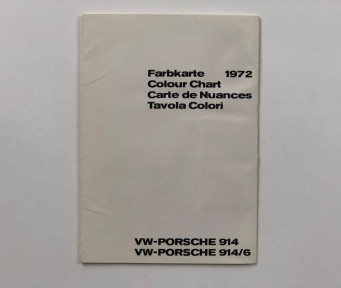 Farbkarte 1972
Colour Chart
Carte de Nuances
Tavola Colori
VW-PORSCHE 914
VW-PORSCHE 914/6